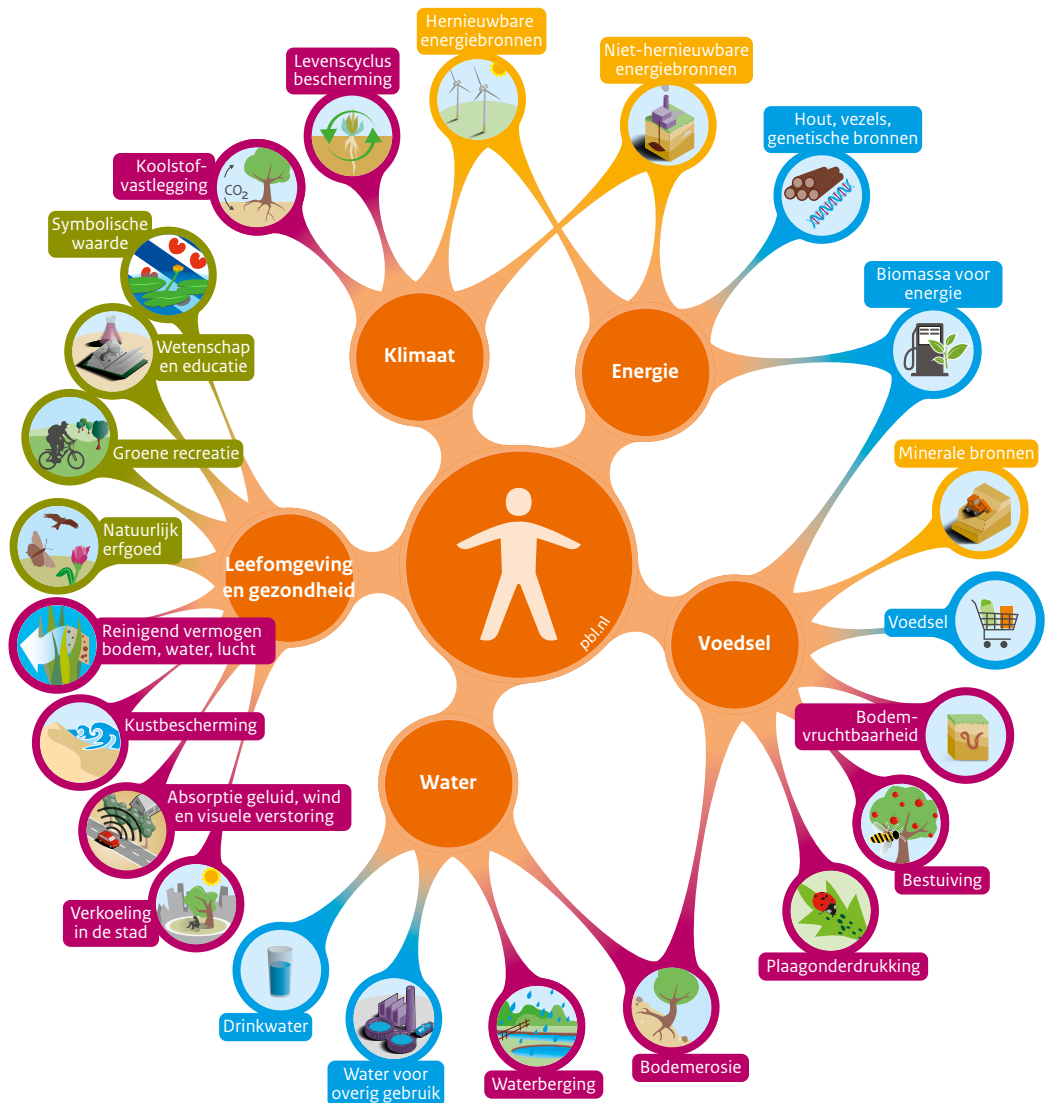 Hernieuwbare
energiebronnen
Niet-hernieuwbare
energiebronnen
Levenscyclus
bescherming
Hout, vezels,
genetische bronnen
Koolstof-
vastlegging
CO2
Symbolische
waarde
Biomassa voor
energie
Wetenschap
en educatie
Klimaat
Energie
Groene recreatie
Minerale bronnen
Natuurlijk
erfgoed
Leefomgeving
en gezondheid
Reinigend vermogen
bodem, water, lucht
pbl.nl
Voedsel
Voedsel
Kustbescherming
Bodem-
vruchtbaarheid
Water
Absorptie geluid, wind
en visuele verstoring
Bestuiving
Verkoeling
in de stad
Plaagonderdrukking
Drinkwater
Water voor
overig gebruik
Waterberging
Bodemerosie